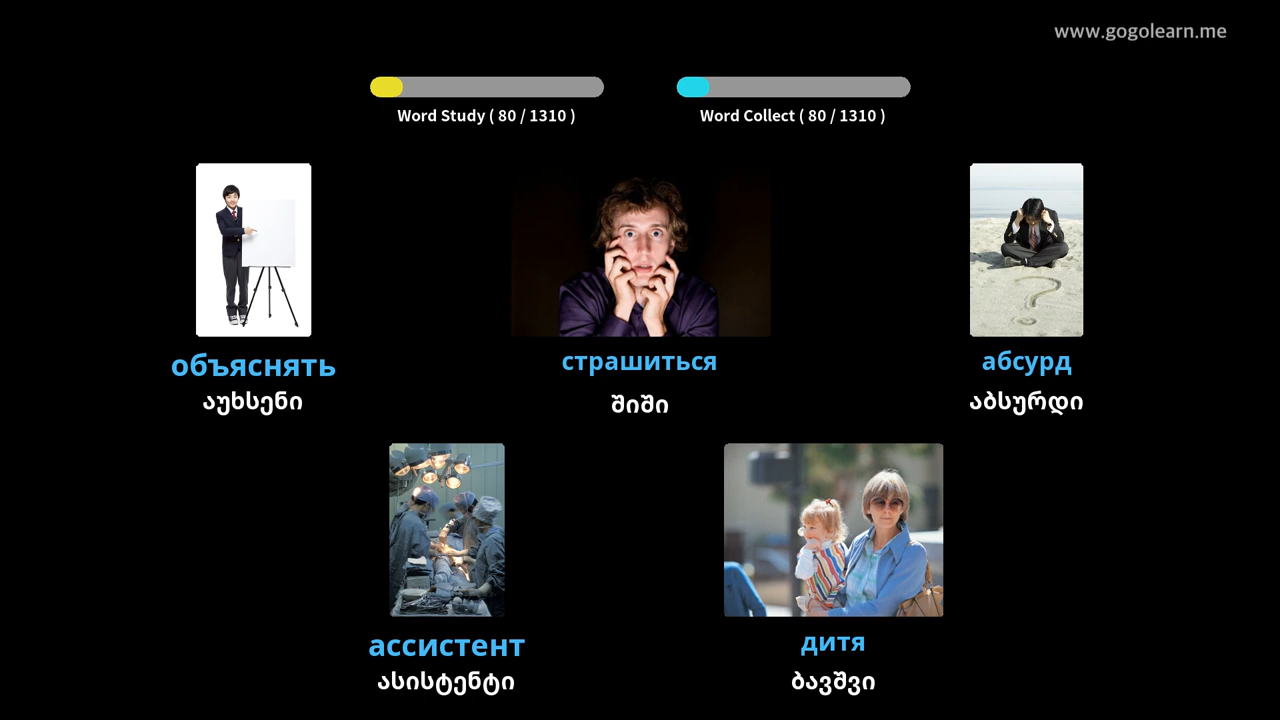 www.gogolearn.me
Word Study ( 80 / 1310 )
Word Collect ( 80 / 1310 )
объяснять
აუხსენი
страшиться
შიში
абсурд
აბსურდი
ассистент
ასისტენტი
дитя
ბავშვი